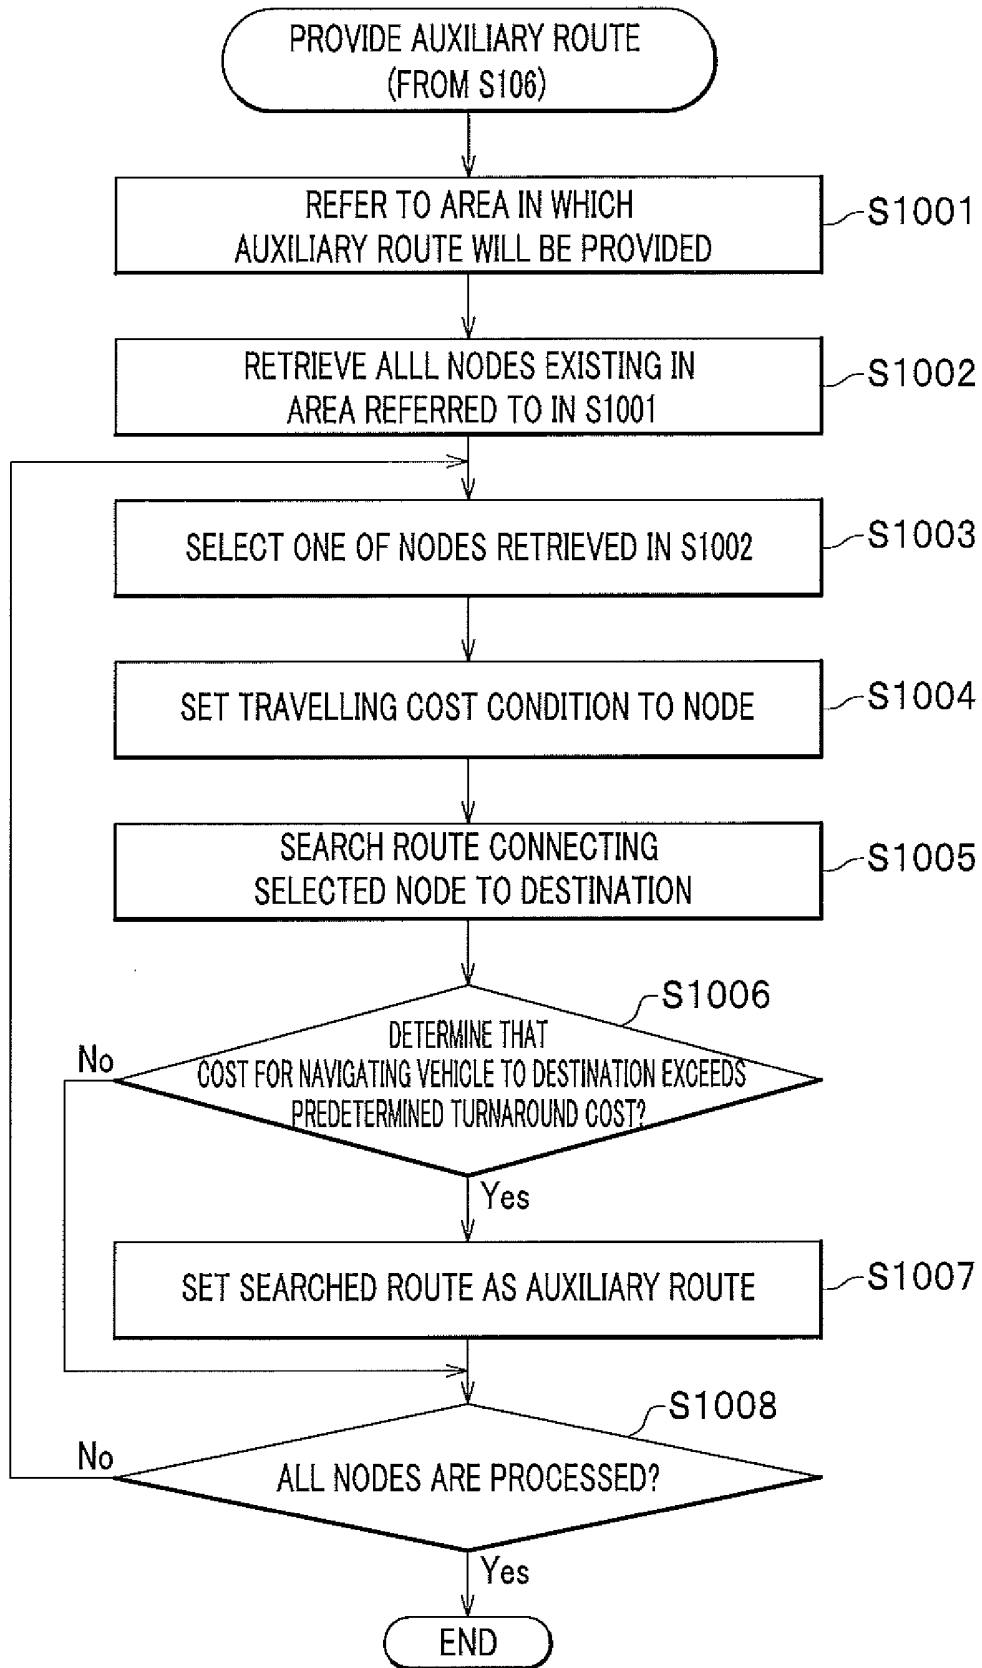 PROVIDE AUXILIARY ROUTE
(FROM S106)
REFER TO AREA IN WHICH
AUXILIARY ROUTE WILL BE PROVIDED
S1001
RETRIEVE ALLL NODES EXISTING IN
AREA REFERRED TO IN S1001
S1002
SELECT ONE OF NODES RETRIEVED IN S1002
S1003
SET TRAVELLING COST CONDITION TO NODE
S1004
SEARCH ROUTE CONNECTING
SELECTED NODE TO DESTINATION
S1005
S1006
DETERMINE THAT
COST FOR NAVIGATING VEHICLE TO DESTINATION EXCEEDS
PREDETERMINED TURNAROUND COST?
No
Yes
SET SEARCHED ROUTE AS AUXILIARY ROUTE
S1007
S1008
ALL NODES ARE PROCESSED?
No
Yes
END